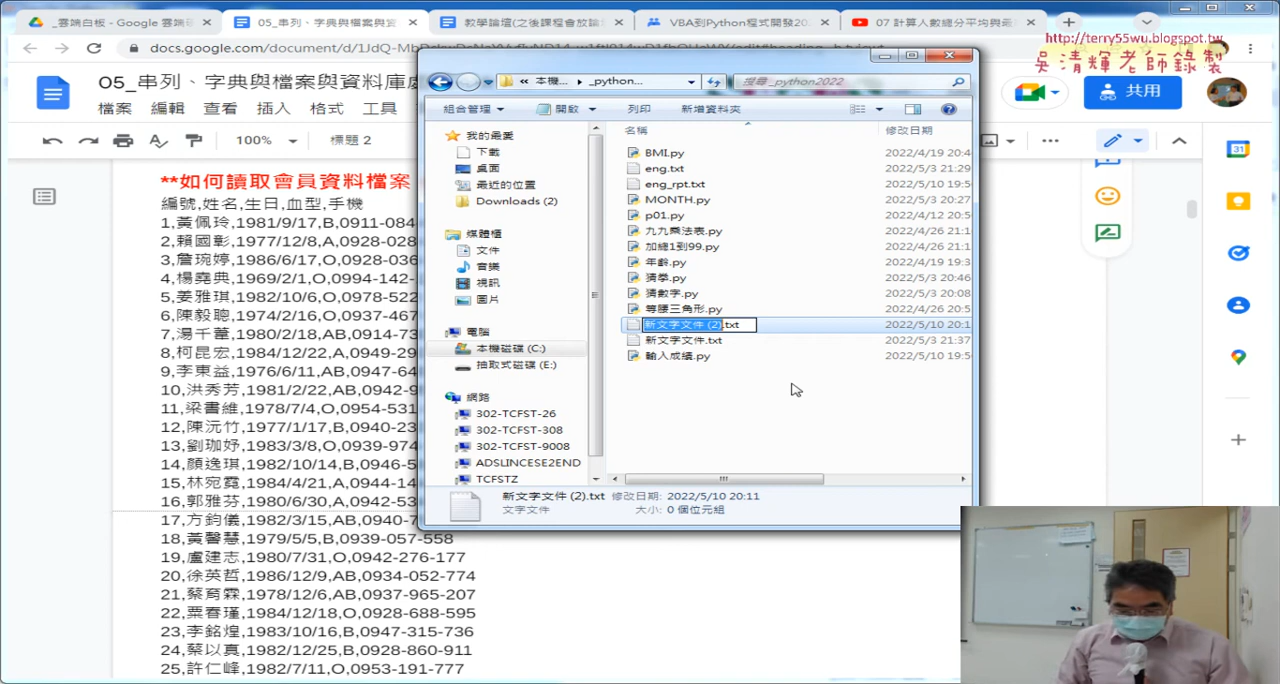 _雲端白板 - Google 雲端硬
05_串列、字典與檔案與資
教學論壇(之後課程會放論
VBA到Python程式開發20
07 計算人數總分平均與最
docs.google.com/document/d/1JdQ-
http://terry55wu.blogspot.tw
吳清輝老師錄製
05_串列、字典與檔案與資料庫處
檔案 編輯 查看 插入 格式 工具
共用
100% 標題 2
**如何讀取會員資料檔案
編號,姓名,生日,血型,手機
1,黃佩玲,1981/9/17,B,0911-084
2,賴國彰,1977/12/8,A,0928-028
3,詹琬婷,1986/6/17,O,0928-036
4,楊堯典,1969/2/1,O,0994-142-
5,姜雅琪,1982/10/6,O,0978-522
6,陳毅聰,1974/2/16,O,0937-467
7,湯千葦,1980/2/18,AB,0914-73
8,柯昆宏,1984/12/22,A,0949-29
9,李東益,1976/6/11,AB,0947-64
10,洪秀芳,1981/2/22,AB,0942-9
11,梁書維,1978/7/4,O,0954-531
12,陳沅竹,1977/1/17,B,0940-23
13,劉珈妤,1983/3/8,O,0939-974
14,顏逸琪,1982/10/14,B,0946-5
15,林宛霓,1984/4/21,A,0944-14
16,郭雅芬,1980/6/30,A,0942-53
17,方鈞儀,1982/3/15,AB,0940-7
18,黃馨慧,1979/5/5,B,0939-057-558
19,盧建志,1980/7/31,O,0942-276-177
20,徐英哲,1986/12/9,AB,0934-052-774
21,蔡育霖,1978/12/6,AB,0937-965-207
22,粟春瑾,1984/12/18,O,0928-688-595
23,李銘煌,1983/10/16,B,0947-315-736
24,蔡以真,1982/12/25,B,0928-860-911
25,許仁峰,1982/7/11,O,0953-191-777
« 本機... ▸ _python...
搜尋 _python2022
組合管理 開啟 列印 新增資料夾
我的最愛
下載
桌面
最近的位置
Downloads (2)
媒體櫃
文件
音樂
視訊
圖片
電腦
本機磁碟 (C:)
抽取式磁碟 (E:)
網路
302-TCFST-26
302-TCFST-308
302-TCFST-9008
ADSLINCESE2END
TCFSTZ
名稱 修改日期
BMI.py 2022/4/19 20:4
eng.txt 2022/5/3 21:29
eng_rpt.txt 2022/5/10 19:5
MONTH.py 2022/5/3 20:27
p01.py 2022/4/12 20:5
九九乘法表.py 2022/4/26 21:1
加總1到99.py 2022/4/26 21:1
年齡.py 2022/4/19 19:3
猜拳.py 2022/5/3 20:46
猜數字.py 2022/5/3 20:08
等腰三角形.py 2022/4/26 20:5
新文字文件 (2).txt 2022/5/10 20:1
新文字文件.txt 2022/5/3 21:37
輸入成績.py 2022/5/10 19:5
新文字文件 (2).txt 修改日期: 2022/5/10 20:11
文字文件 大小: 0 個位元組
31